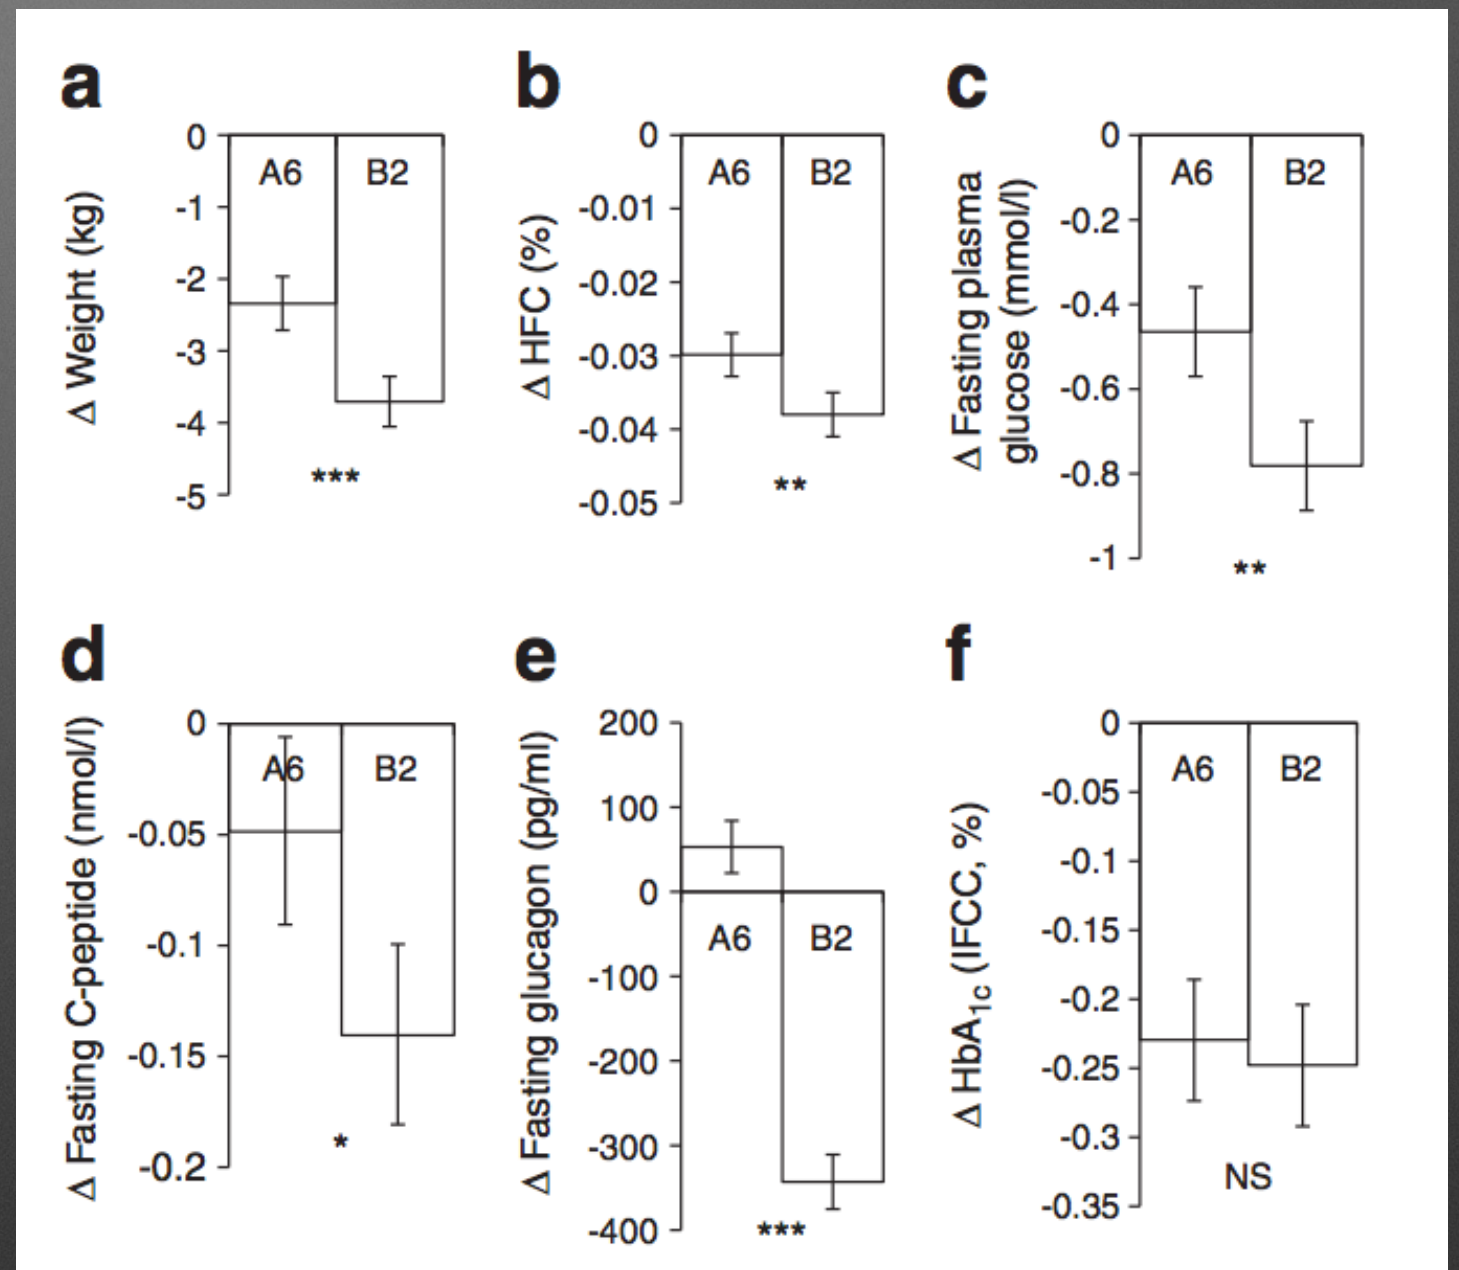 a
Δ Weight (kg)
0
-1
-2
-3
-4
-5
A6
B2
***
b
Δ HFC (%)
0
-0.01
-0.02
-0.03
-0.04
-0.05
A6
B2
**
c
Δ Fasting plasma
glucose (mmol/l)
0
-0.2
-0.4
-0.6
-0.8
-1
A6
B2
**
d
Δ Fasting C-peptide (nmol/l)
0
-0.05
-0.1
-0.15
-0.2
A6
B2
*
e
Δ Fasting glucagon (pg/ml)
200
100
0
-100
-200
-300
-400
A6
B2
***
f
Δ HbA1c (IFCC, %)
0
-0.05
-0.1
-0.15
-0.2
-0.25
-0.3
-0.35
A6
B2
NS